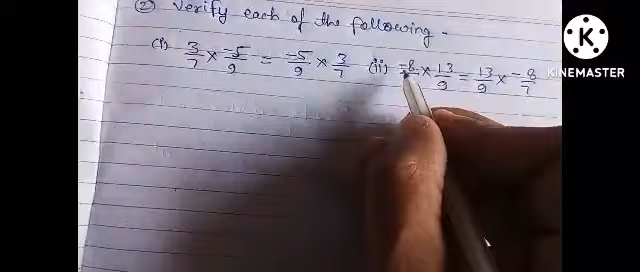 ② Verify each of the following.
(i) 3/7 × -5/9 = -5/9 × 3/7 (ii) -8/ × 13/9 = 13/9 × -8/7
KINEMASTER